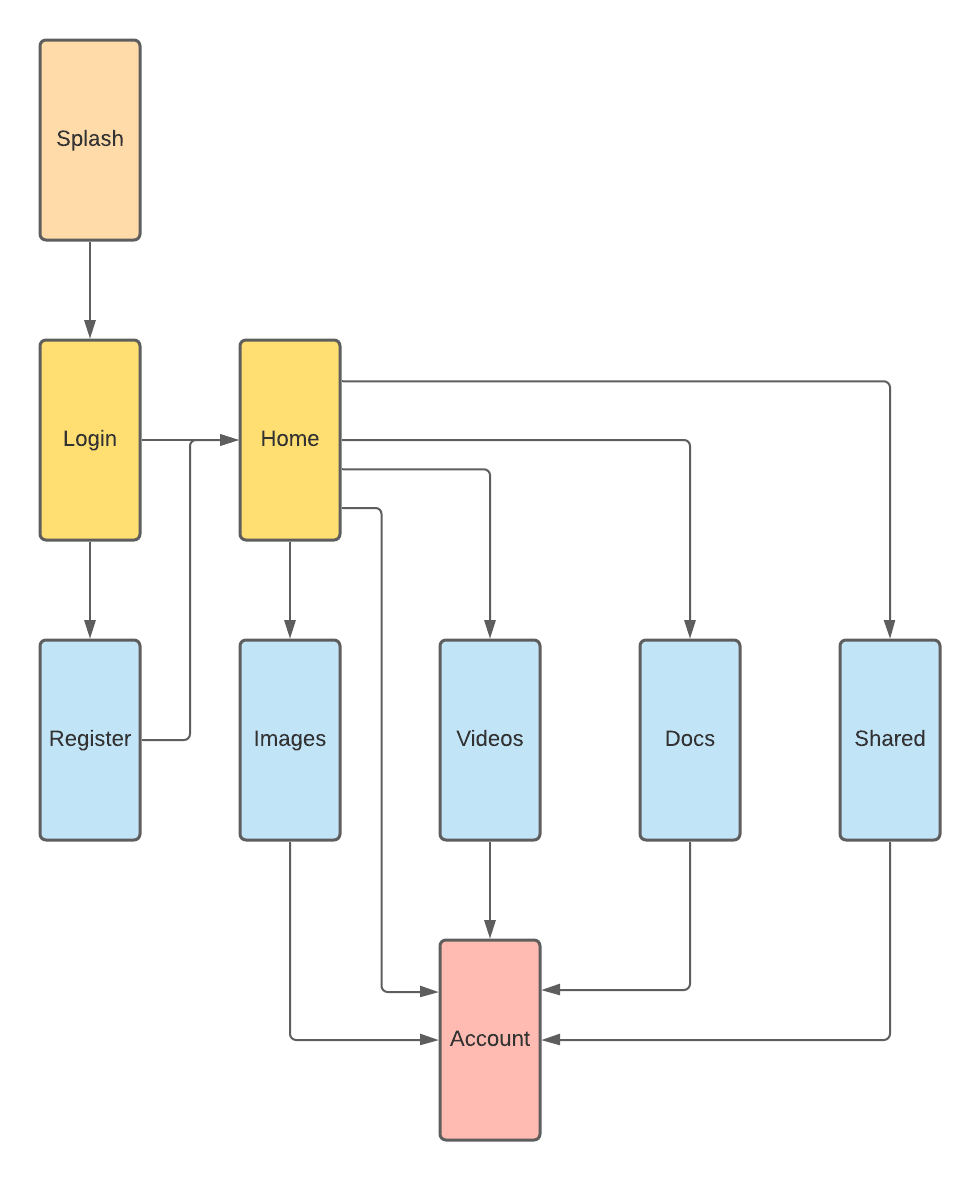 Splash
Login
Home
Register
Images
Videos
Docs
Shared
Account